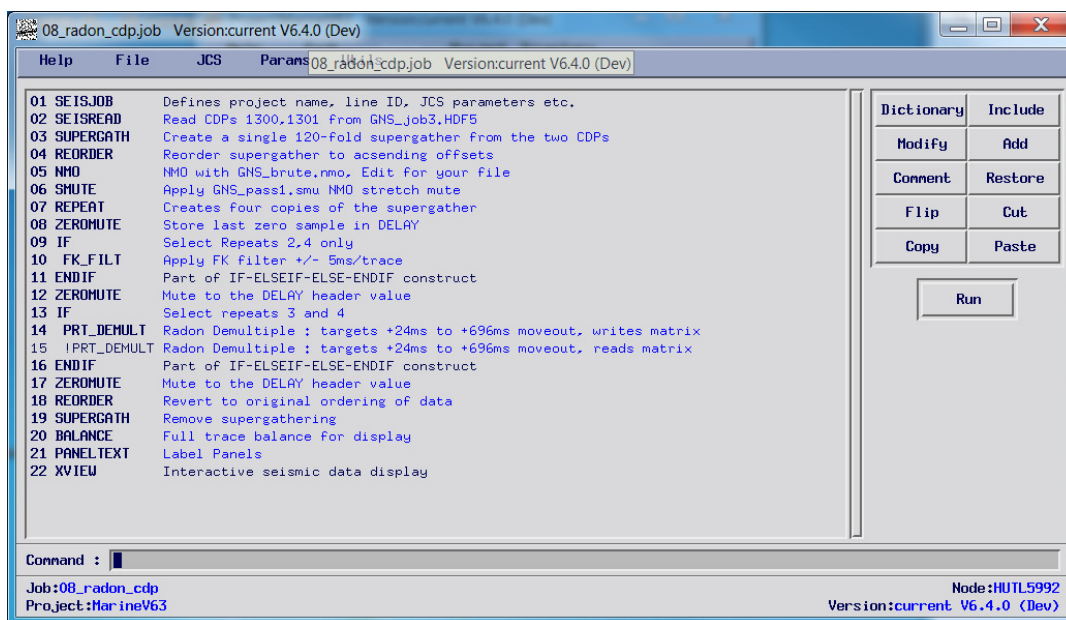 08_radon_cdp.job Version:current V6.4.0 (Dev)
Help File JCS Params
08_radon_cdp.job Version:current V6.4.0 (Dev)
01 SEISJOB Defines project name, line ID, JCS parameters etc.
02 SEISREAD Read CDPs 1300,1301 from GNS_job3.HDF5
03 SUPERGATH Create a single 120-fold supergather from the two CDPs
04 REORDER Reorder supergather to acsending offsets
05 NMO NMO with GNS_brute.nmo, Edit for your file
06 SMUTE Apply GNS_pass1.smu NMO stretch mute
07 REPEAT Creates four copies of the supergather
08 ZEROMUTE Store last zero sample in DELAY
09 IF Select Repeats 2,4 only
10 FK_FILT Apply FK filter +/- 5ms/trace
11 ENDIF Part of IF-ELSEIF-ELSE-ENDIF construct
12 ZEROMUTE Mute to the DELAY header value
13 IF Select repeats 3 and 4
14 PRT_DEMULT Radon Demultiple : targets +24ms to +696ms moveout, writes matrix
15 !PRT_DEMULT Radon Demultiple : targets +24ms to +696ms moveout, reads matrix
16 ENDIF Part of IF-ELSEIF-ELSE-ENDIF construct
17 ZEROMUTE Mute to the DELAY header value
18 REORDER Revert to original ordering of data
19 SUPERGATH Remove supergathering
20 BALANCE Full trace balance for display
21 PANELTEXT Label Panels
22 XVIEW Interactive seismic data display
Dictionary Include
Modify Add
Comment Restore
Flip Cut
Copy Paste
Run
Command :
Job:08_radon_cdp Node:HUTL5992
Project:MarineV63 Version:current V6.4.0 (Dev)